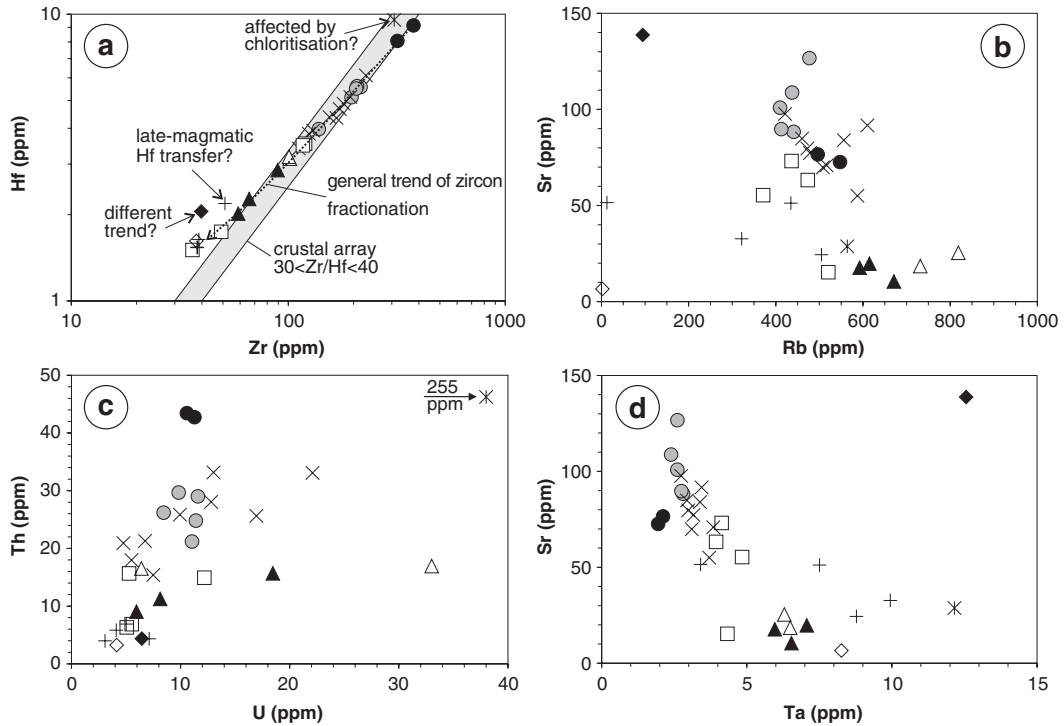 a
Hf (ppm)
10
1
affected by
chloritisation?
late-magmatic
Hf transfer?
different
trend?
general trend of zircon
fractionation
crustal array
30<Zr/Hf<40
10
100
1000
Zr (ppm)
b
Sr (ppm)
150
100
50
0
0
200
400
600
800
1000
Rb (ppm)
c
Th (ppm)
50
40
30
20
10
0
255
ppm
0
10
20
30
40
U (ppm)
d
Sr (ppm)
150
100
50
0
0
5
10
15
Ta (ppm)